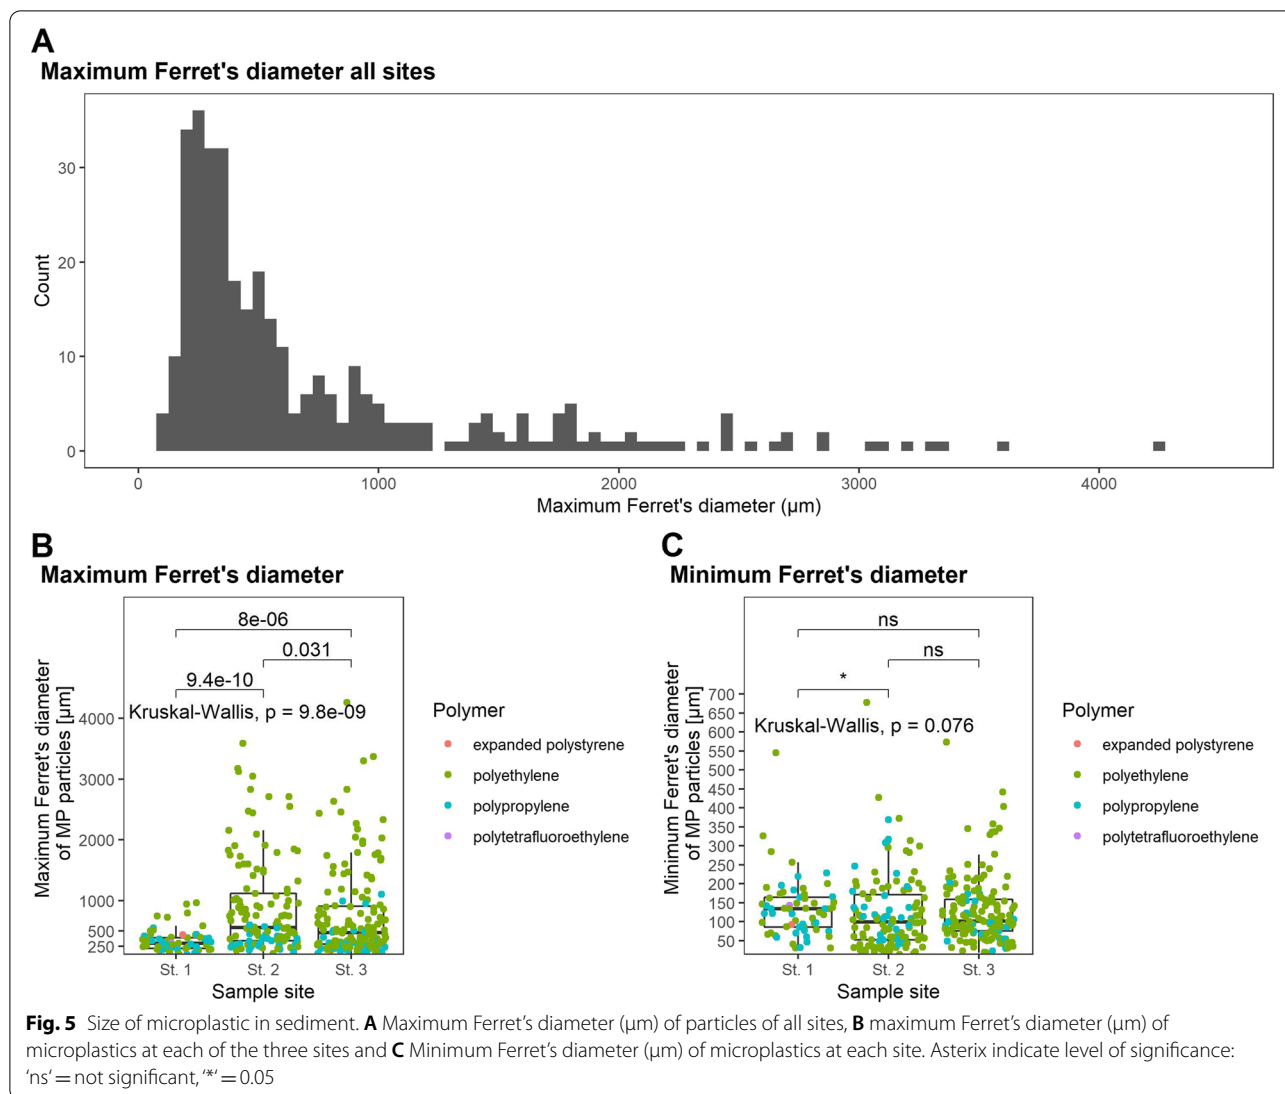 A
Maximum Ferret's diameter all sites
Count
30
20
10
0
0 1000 2000 3000 4000
Maximum Ferret's diameter (µm)
B
Maximum Ferret's diameter
Maximum Ferret's diameter
of MP particles [µm]
8e-06
0.031
9.4e-10
Kruskal-Wallis, p = 9.8e-09
4000
3000
2000
1000
500
250
St. 1 St. 2 St. 3
Sample site
Polymer
expanded polystyrene
polyethylene
polypropylene
polytetrafluoroethylene
C
Minimum Ferret's diameter
Minimum Ferret's diameter
of MP particles [µm]
ns
ns
*
Kruskal-Wallis, p = 0.076
700
650
600
550
500
450
400
350
300
250
200
150
100
50
St. 1 St. 2 St. 3
Sample site
Polymer
expanded polystyrene
polyethylene
polypropylene
polytetrafluoroethylene
Fig. 5 Size of microplastic in sediment. A Maximum Ferret’s diameter (µm) of particles of all sites, B maximum Ferret’s diameter (µm) of
microplastics at each of the three sites and C Minimum Ferret’s diameter (µm) of microplastics at each site. Asterix indicate level of significance:
‘ns‘ = not significant, ‘*‘ = 0.05